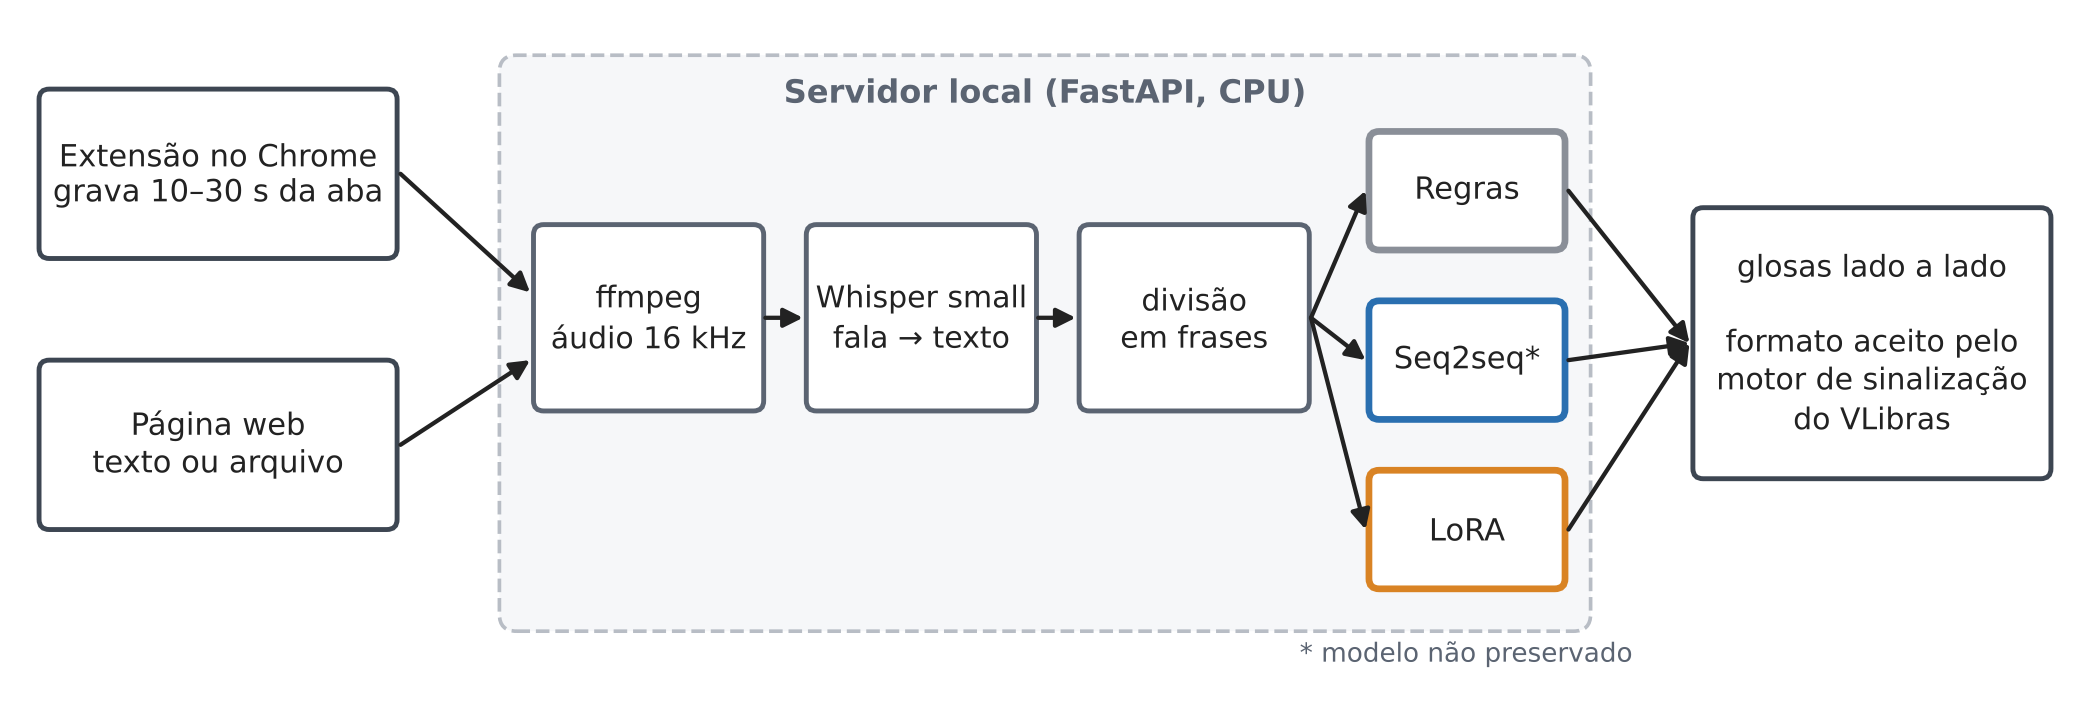 Servidor local (FastAPI, CPU)
Extensão no Chrome
grava 10–30 s da aba
Página web
texto ou arquivo
ffmpeg
áudio 16 kHz
Whisper small
fala → texto
divisão
em frases
Regras
Seq2seq*
LoRA
glosas lado a lado
formato aceito pelo
motor de sinalização
do VLibras
* modelo não preservado